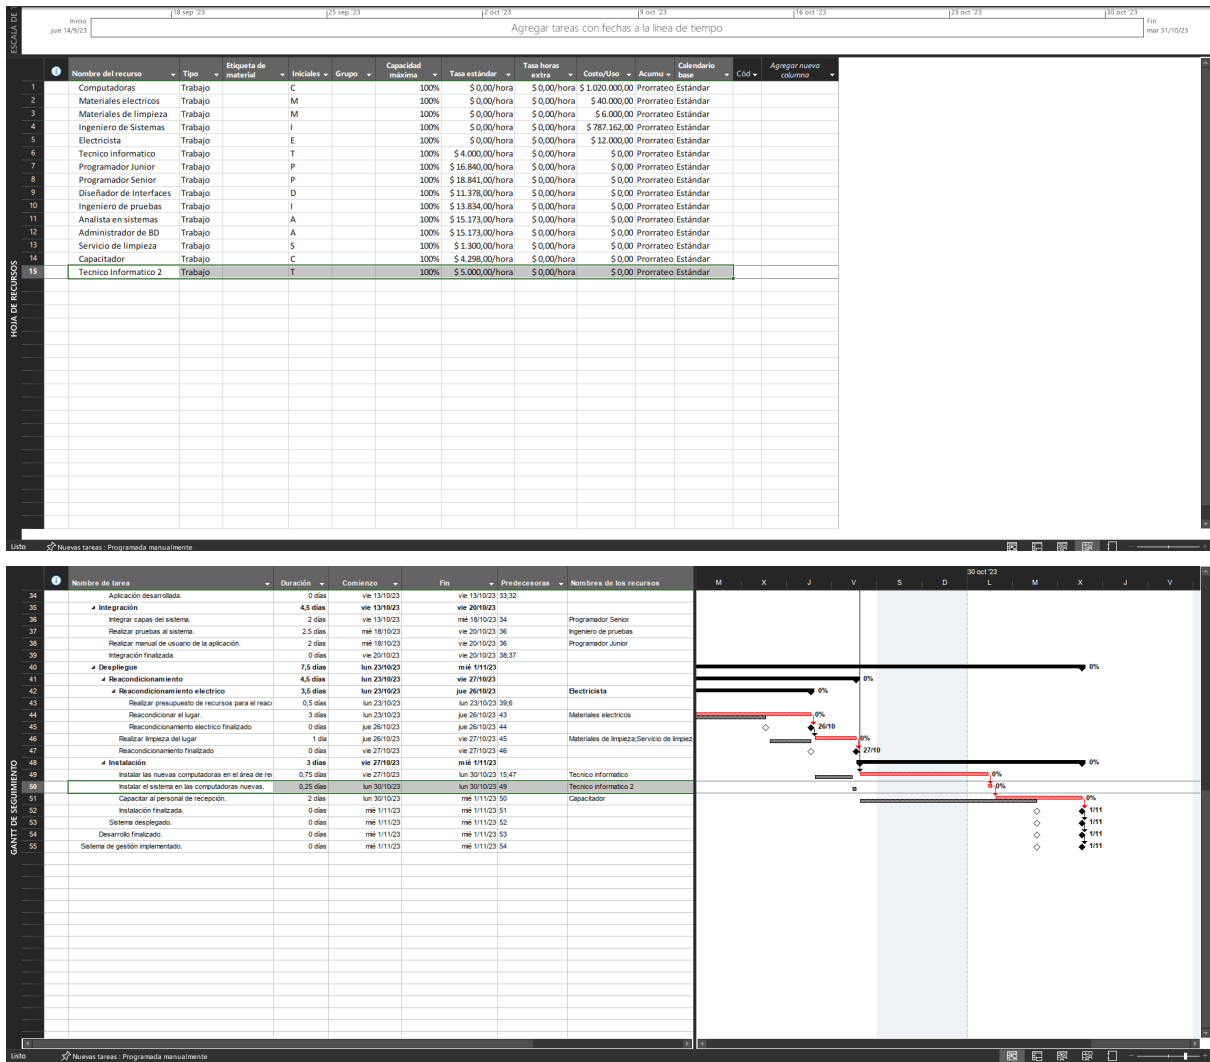 ESCALA DE T
18 sep '23 25 sep '23 2 oct '23 9 oct '23 16 oct '23 23 oct '23 30 oct '23
Inicio
jue 14/9/23
Agregar tareas con fechas a la línea de tiempo
Fin
mar 31/10/23
HOJA DE RECURSOS
Nombre del recurso Tipo Etiqueta de material Iniciales Grupo Capacidad máxima Tasa estándar Tasa horas extra Costo/Uso Acumu Calendario base Cód Agregar nueva columna
1 Computadoras Trabajo C 100% $ 0,00/hora $ 0,00/hora $ 1.020.000,00 Prorrateo Estándar
2 Materiales electricos Trabajo M 100% $ 0,00/hora $ 0,00/hora $ 40.000,00 Prorrateo Estándar
3 Materiales de limpieza Trabajo M 100% $ 0,00/hora $ 0,00/hora $ 6.000,00 Prorrateo Estándar
4 Ingeniero de Sistemas Trabajo I 100% $ 0,00/hora $ 0,00/hora $ 787.162,00 Prorrateo Estándar
5 Electricista Trabajo E 100% $ 0,00/hora $ 0,00/hora $ 12.000,00 Prorrateo Estándar
6 Tecnico informatico Trabajo T 100% $ 4.000,00/hora $ 0,00/hora $ 0,00 Prorrateo Estándar
7 Programador Junior Trabajo P 100% $ 16.840,00/hora $ 0,00/hora $ 0,00 Prorrateo Estándar
8 Programador Senior Trabajo P 100% $ 18.841,00/hora $ 0,00/hora $ 0,00 Prorrateo Estándar
9 Diseñador de Interfaces Trabajo D 100% $ 11.378,00/hora $ 0,00/hora $ 0,00 Prorrateo Estándar
10 Ingeniero de pruebas Trabajo I 100% $ 13.834,00/hora $ 0,00/hora $ 0,00 Prorrateo Estándar
11 Analista en sistemas Trabajo A 100% $ 15.173,00/hora $ 0,00/hora $ 0,00 Prorrateo Estándar
12 Administrador de BD Trabajo A 100% $ 15.173,00/hora $ 0,00/hora $ 0,00 Prorrateo Estándar
13 Servicio de limpieza Trabajo S 100% $ 1.300,00/hora $ 0,00/hora $ 0,00 Prorrateo Estándar
14 Capacitador Trabajo C 100% $ 4.298,00/hora $ 0,00/hora $ 0,00 Prorrateo Estándar
15 Tecnico Informatico 2 Trabajo T 100% $ 5.000,00/hora $ 0,00/hora $ 0,00 Prorrateo Estándar
Listo Nuevas tareas : Programada manualmente
GANTT DE SEGUIMIENTO
30 oct '23
Nombre de tarea Duración Comienzo Fin Predecesoras Nombres de los recursos M X J V S D L M X J V
34 Aplicación desarrollada. 0 días vie 13/10/23 vie 13/10/23 33;32
35 Integración 4,5 días vie 13/10/23 vie 20/10/23
36 Integrar capas del sistema. 2 días vie 13/10/23 mié 18/10/23 34 Programador Senior
37 Realizar pruebas al sistema. 2,5 días mié 18/10/23 vie 20/10/23 36 Ingeniero de pruebas
38 Realizar manual de usuario de la aplicación. 2 días mié 18/10/23 vie 20/10/23 36 Programador Junior
39 Integración finalizada. 0 días vie 20/10/23 vie 20/10/23 38;37
40 Despliegue 7,5 días lun 23/10/23 mié 1/11/23 0%
41 Reacondicionamiento 4,5 días lun 23/10/23 vie 27/10/23 0%
42 Reacondicionamiento electrico 3,5 días lun 23/10/23 jue 26/10/23 Electricista 0%
43 Realizar presupuesto de recursos para el reac 0,5 días lun 23/10/23 lun 23/10/23 39;6
44 Reacondicionar el lugar. 3 días lun 23/10/23 jue 26/10/23 43 Materiales electricos 0%
45 Reacondicionamiento electrico finalizado 0 días jue 26/10/23 jue 26/10/23 44 26/10
46 Realizar limpieza del lugar 1 día jue 26/10/23 vie 27/10/23 45 Materiales de limpieza;Servicio de limpiez 0%
47 Reacondicionamiento finalizado 0 días vie 27/10/23 vie 27/10/23 46 27/10
48 Instalación 3 días vie 27/10/23 mié 1/11/23 0%
49 Instalar las nuevas computadoras en el área de re 0,75 días vie 27/10/23 lun 30/10/23 15;47 Tecnico informatico 0%
50 Instalar el sistema en las computadoras nuevas. 0,25 días lun 30/10/23 lun 30/10/23 49 Tecnico informatico 2 0%
51 Capacitar al personal de recepción. 2 días lun 30/10/23 mié 1/11/23 50 Capacitador 0%
52 Instalación finalizada. 0 días mié 1/11/23 mié 1/11/23 51 1/11
53 Sistema desplegado. 0 días mié 1/11/23 mié 1/11/23 52 1/11
54 Desarrollo finalizado. 0 días mié 1/11/23 mié 1/11/23 53 1/11
55 Sistema de gestión implementado. 0 días mié 1/11/23 mié 1/11/23 54 1/11
Listo Nuevas tareas : Programada manualmente